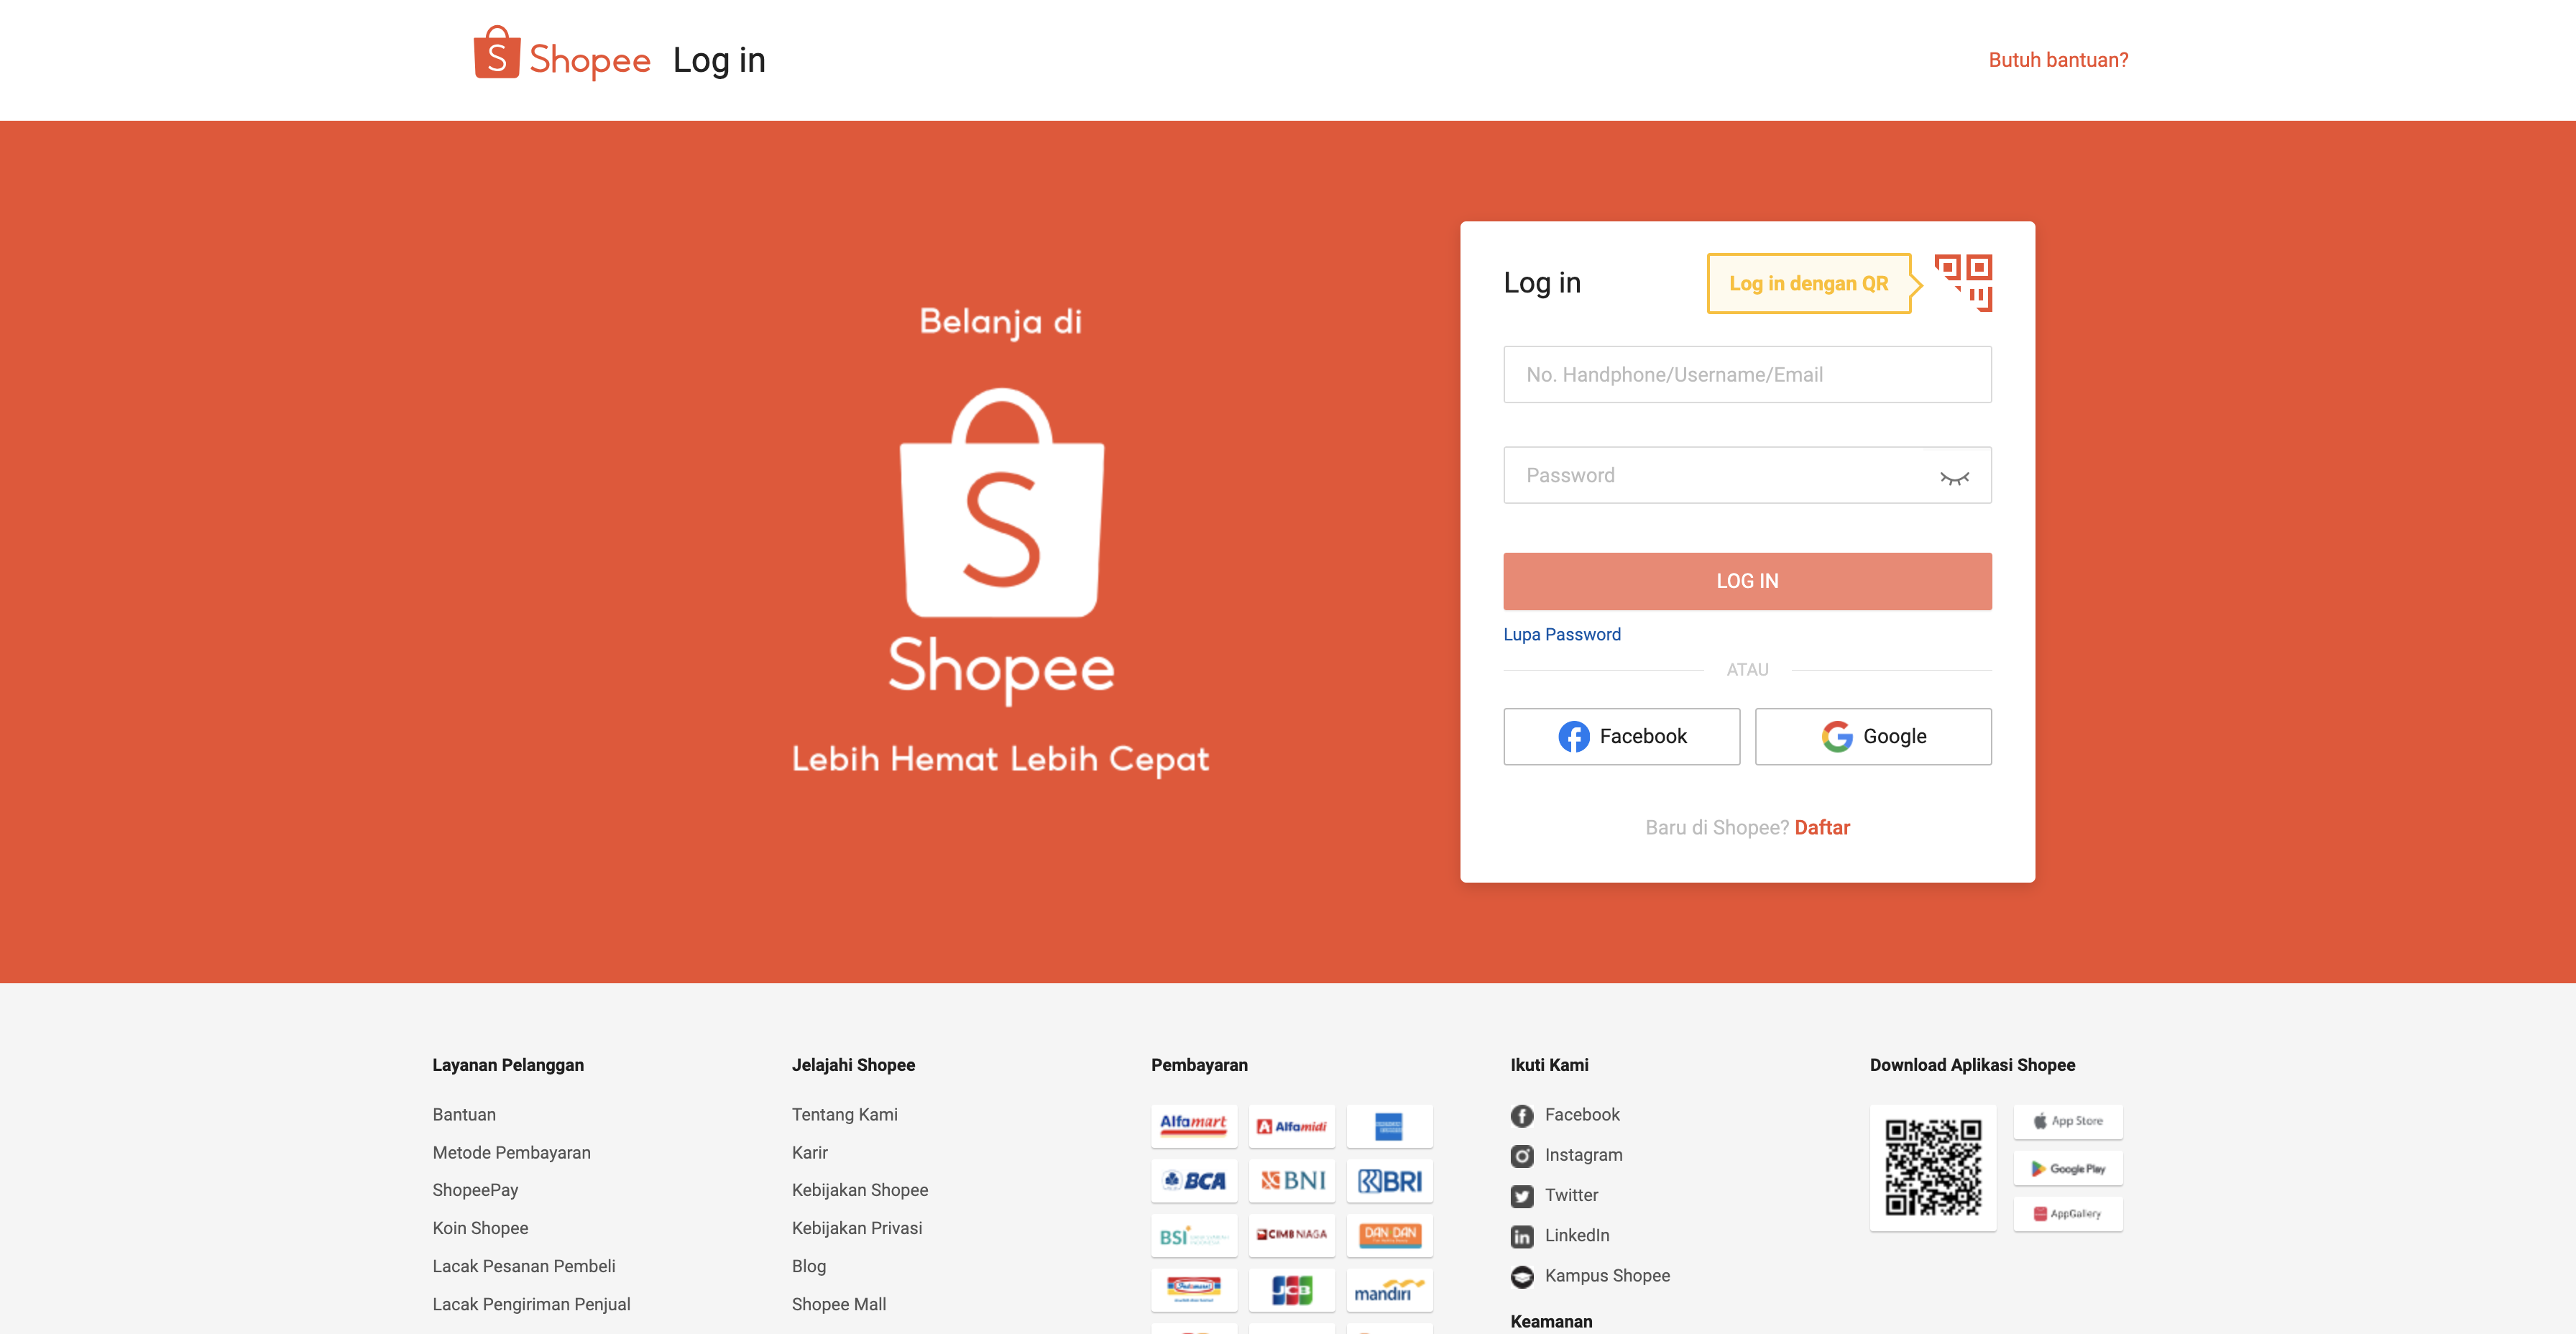 Shopee Log in
Butuh bantuan?
Belanja di
Shopee
Lebih Hemat Lebih Cepat
Log in
Log in dengan QR
No. Handphone/Username/Email
Password
LOG IN
Lupa Password
ATAU
Facebook
Google
Baru di Shopee? Daftar
Layanan Pelanggan
Bantuan
Metode Pembayaran
ShopeePay
Koin Shopee
Lacak Pesanan Pembeli
Lacak Pengiriman Penjual
Jelajahi Shopee
Tentang Kami
Karir
Kebijakan Shopee
Kebijakan Privasi
Blog
Shopee Mall
Pembayaran
Alfamart
Alfamidi
BCA
BNI
BRI
BSI
CIMB NIAGA
DAN DAN
Indomaret
JCB
mandiri
Ikuti Kami
Facebook
Instagram
Twitter
LinkedIn
Kampus Shopee
Keamanan
Download Aplikasi Shopee
App Store
Google Play
AppGallery